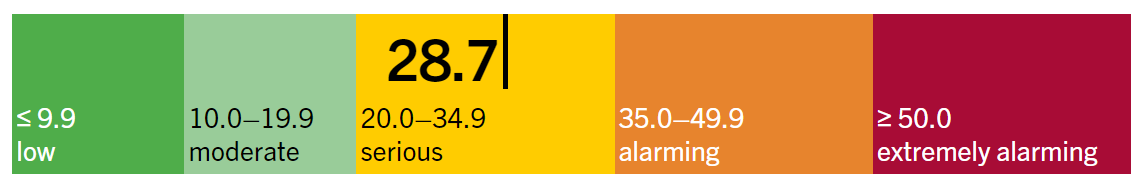 28.7
≤ 9.9
low
10.0–19.9
moderate
20.0–34.9
serious
35.0–49.9
alarming
≥ 50.0
extremely alarming